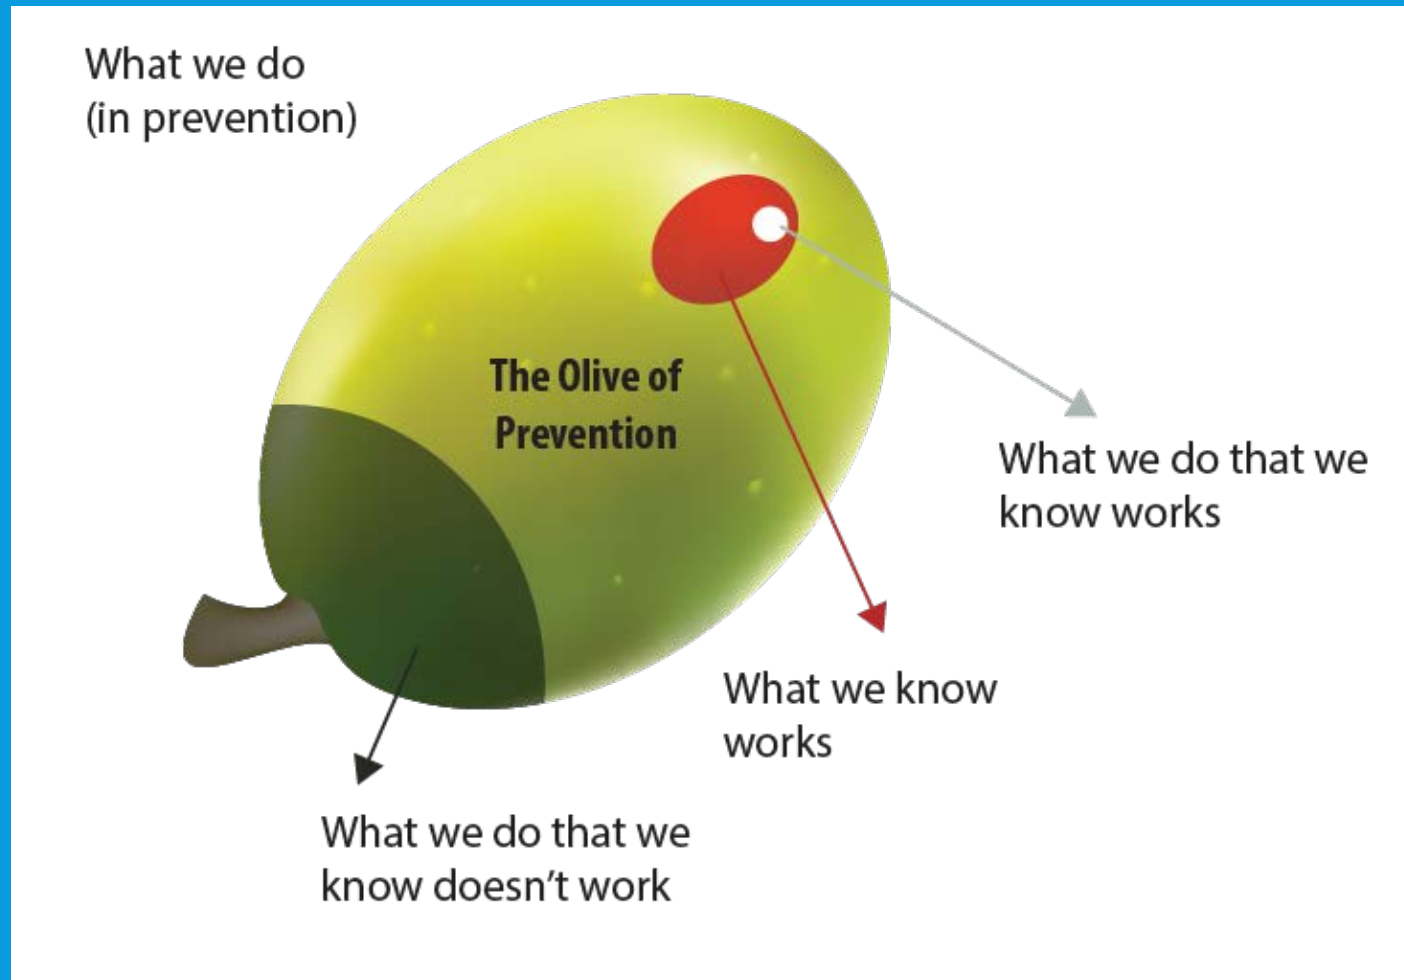 What we do
(in prevention)
The Olive of
Prevention
What we do that we
know works
What we know
works
What we do that we
know doesn't work